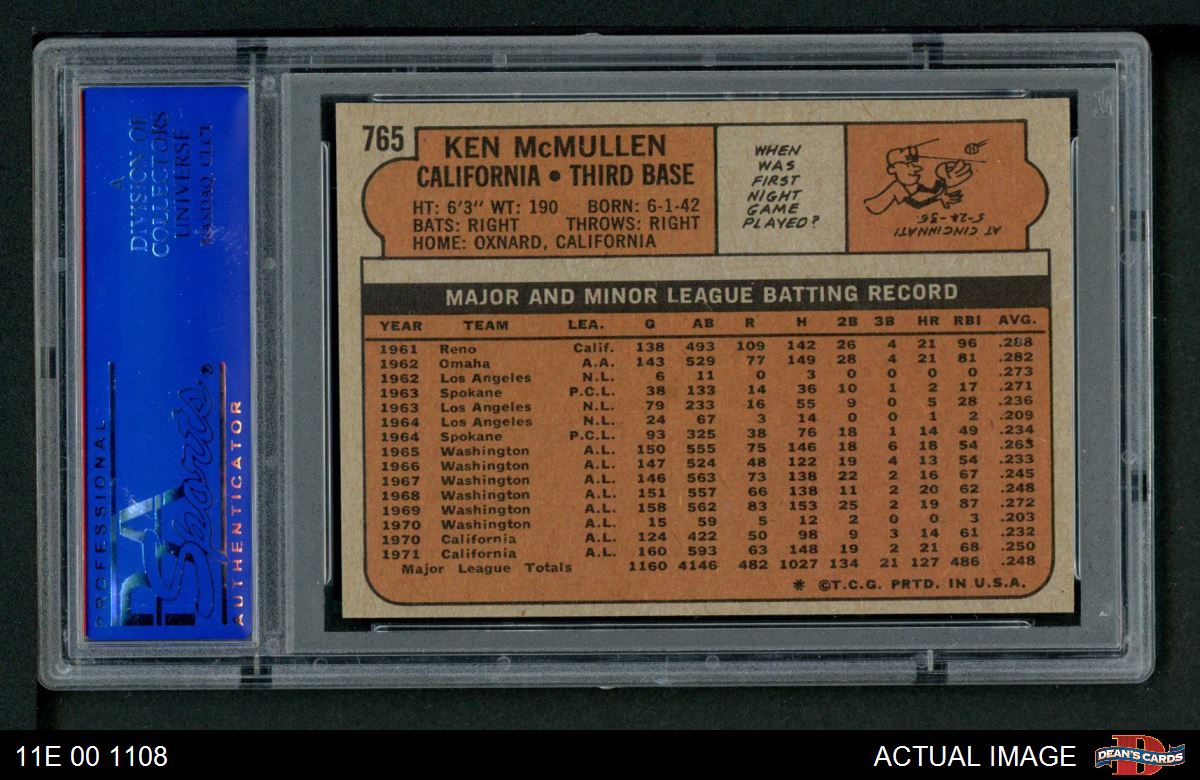 A
DIVISION OF
COLLECTORS
UNIVERSE
NASDAQ: CLCT
PROFESSIONAL
PSA
Sports®
AUTHENTICATOR
765
KEN McMULLEN
CALIFORNIA • THIRD BASE
HT: 6'3" WT: 190 BORN: 6-1-42
BATS: RIGHT THROWS: RIGHT
HOME: OXNARD, CALIFORNIA
WHEN
WAS
FIRST
NIGHT
GAME
PLAYED?
AT CINCINNATI
5-24-36
MAJOR AND MINOR LEAGUE BATTING RECORD
YEAR TEAM LEA. G AB R H 2B 3B HR RBI AVG.
1961 Reno Calif. 138 493 109 142 26 4 21 96 .288
1962 Omaha A.A. 143 529 77 149 28 4 21 81 .282
1962 Los Angeles N.L. 6 11 0 3 0 0 0 0 .273
1963 Spokane P.C.L. 38 133 14 36 10 1 2 17 .271
1963 Los Angeles N.L. 79 233 16 55 9 0 5 28 .236
1964 Los Angeles N.L. 24 67 3 14 0 0 1 2 .209
1964 Spokane P.C.L. 93 325 38 76 18 1 14 49 .234
1965 Washington A.L. 150 555 75 146 18 6 18 54 .263
1966 Washington A.L. 147 524 48 122 19 4 13 54 .233
1967 Washington A.L. 146 563 73 138 22 2 16 67 .245
1968 Washington A.L. 151 557 66 138 11 2 20 62 .248
1969 Washington A.L. 158 562 83 153 25 2 19 87 .272
1970 Washington A.L. 15 59 5 12 2 0 0 3 .203
1970 California A.L. 124 422 50 98 9 3 14 61 .232
1971 California A.L. 160 593 63 148 19 2 21 68 .250
Major League Totals 1160 4146 482 1027 134 21 127 486 .248
* ©T.C.G. PRTD. IN U.S.A.
11E 00 1108
ACTUAL IMAGE
DEAN'S CARDS